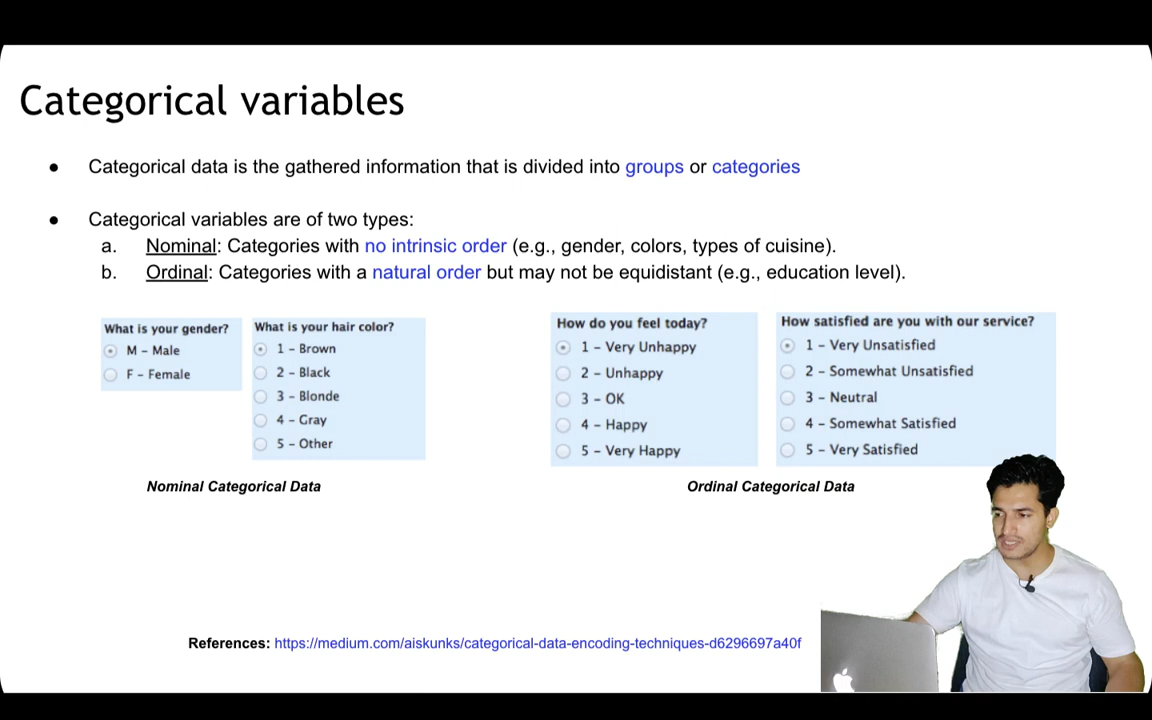 Categorical variables
● Categorical data is the gathered information that is divided into groups or categories
● Categorical variables are of two types:
a. Nominal: Categories with no intrinsic order (e.g., gender, colors, types of cuisine).
b. Ordinal: Categories with a natural order but may not be equidistant (e.g., education level).
What is your gender?
M - Male
F - Female
What is your hair color?
1 - Brown
2 - Black
3 - Blonde
4 - Gray
5 - Other
Nominal Categorical Data
How do you feel today?
1 - Very Unhappy
2 - Unhappy
3 - OK
4 - Happy
5 - Very Happy
How satisfied are you with our service?
1 - Very Unsatisfied
2 - Somewhat Unsatisfied
3 - Neutral
4 - Somewhat Satisfied
5 - Very Satisfied
Ordinal Categorical Data
References: https://medium.com/aiskunks/categorical-data-encoding-techniques-d6296697a40f